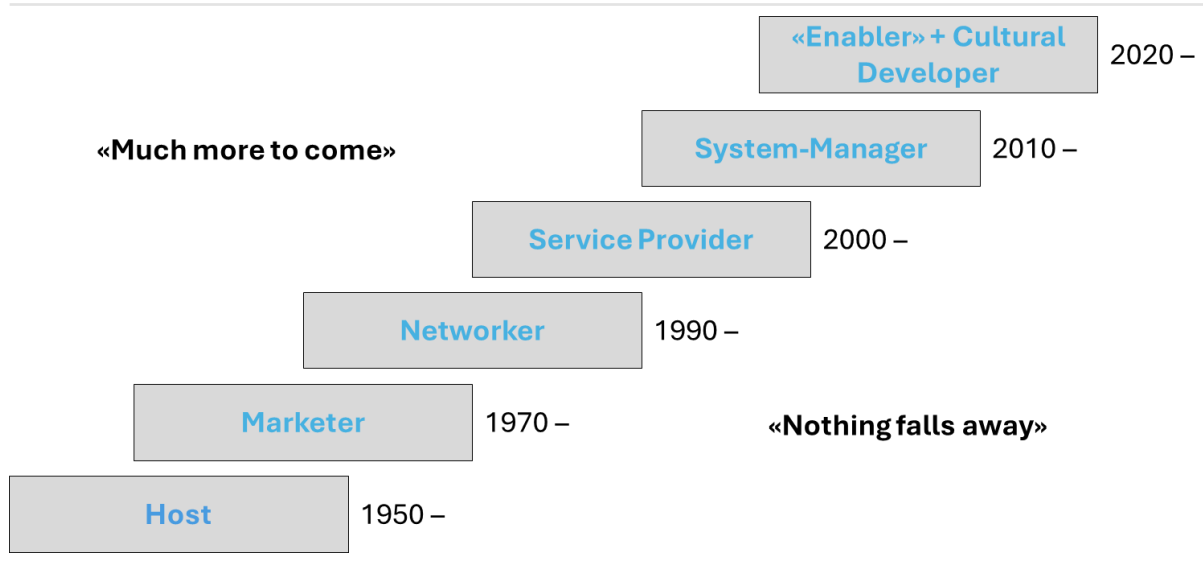 «Enabler» + Cultural
Developer
2020 –
«Much more to come»
System-Manager
2010 –
Service Provider
2000 –
Networker
1990 –
Marketer
1970 –
«Nothing falls away»
Host
1950 –